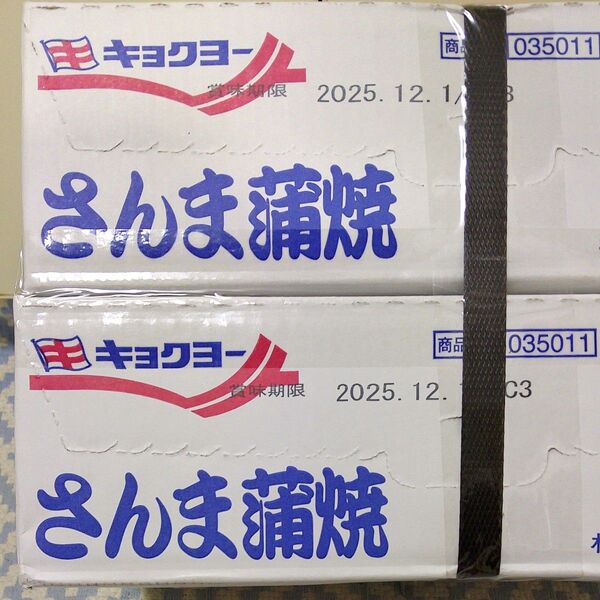 キョクヨー
商品 035011
賞味期限 2025.12.1/
さんま蒲焼
キョクヨー
商品 035011
賞味期限 2025.12. C3
さんま蒲焼